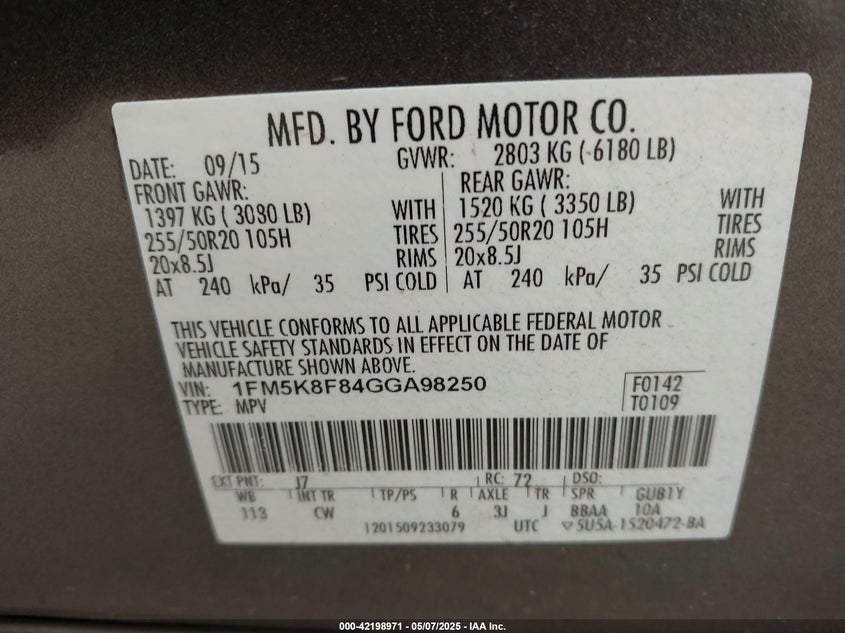 MFD. BY FORD MOTOR CO.
DATE: 09/15 GVWR: 2803 KG ( 6180 LB)
FRONT GAWR: REAR GAWR:
1397 KG ( 3080 LB) WITH 1520 KG ( 3350 LB) WITH
255/50R20 105H TIRES 255/50R20 105H TIRES
20x8.5J RIMS 20x8.5J RIMS
AT 240 kPa/ 35 PSI COLD AT 240 kPa/ 35 PSI COLD
THIS VEHICLE CONFORMS TO ALL APPLICABLE FEDERAL MOTOR
VEHICLE SAFETY STANDARDS IN EFFECT ON THE DATE OF
MANUFACTURE SHOWN ABOVE.
VIN: 1FM5K8F84GGA98250 F0142
TYPE: MPV T0109
EXT PNT: J7 RC: 72 DSO:
WB INT TR TP/PS R AXLE TR SPR GUB1Y
113 CW 6 3J J BBAA 10A
1201509233079 UTC ▽5U5A-1520472-BA
000-42198971 - 05/07/2025 - IAA Inc.